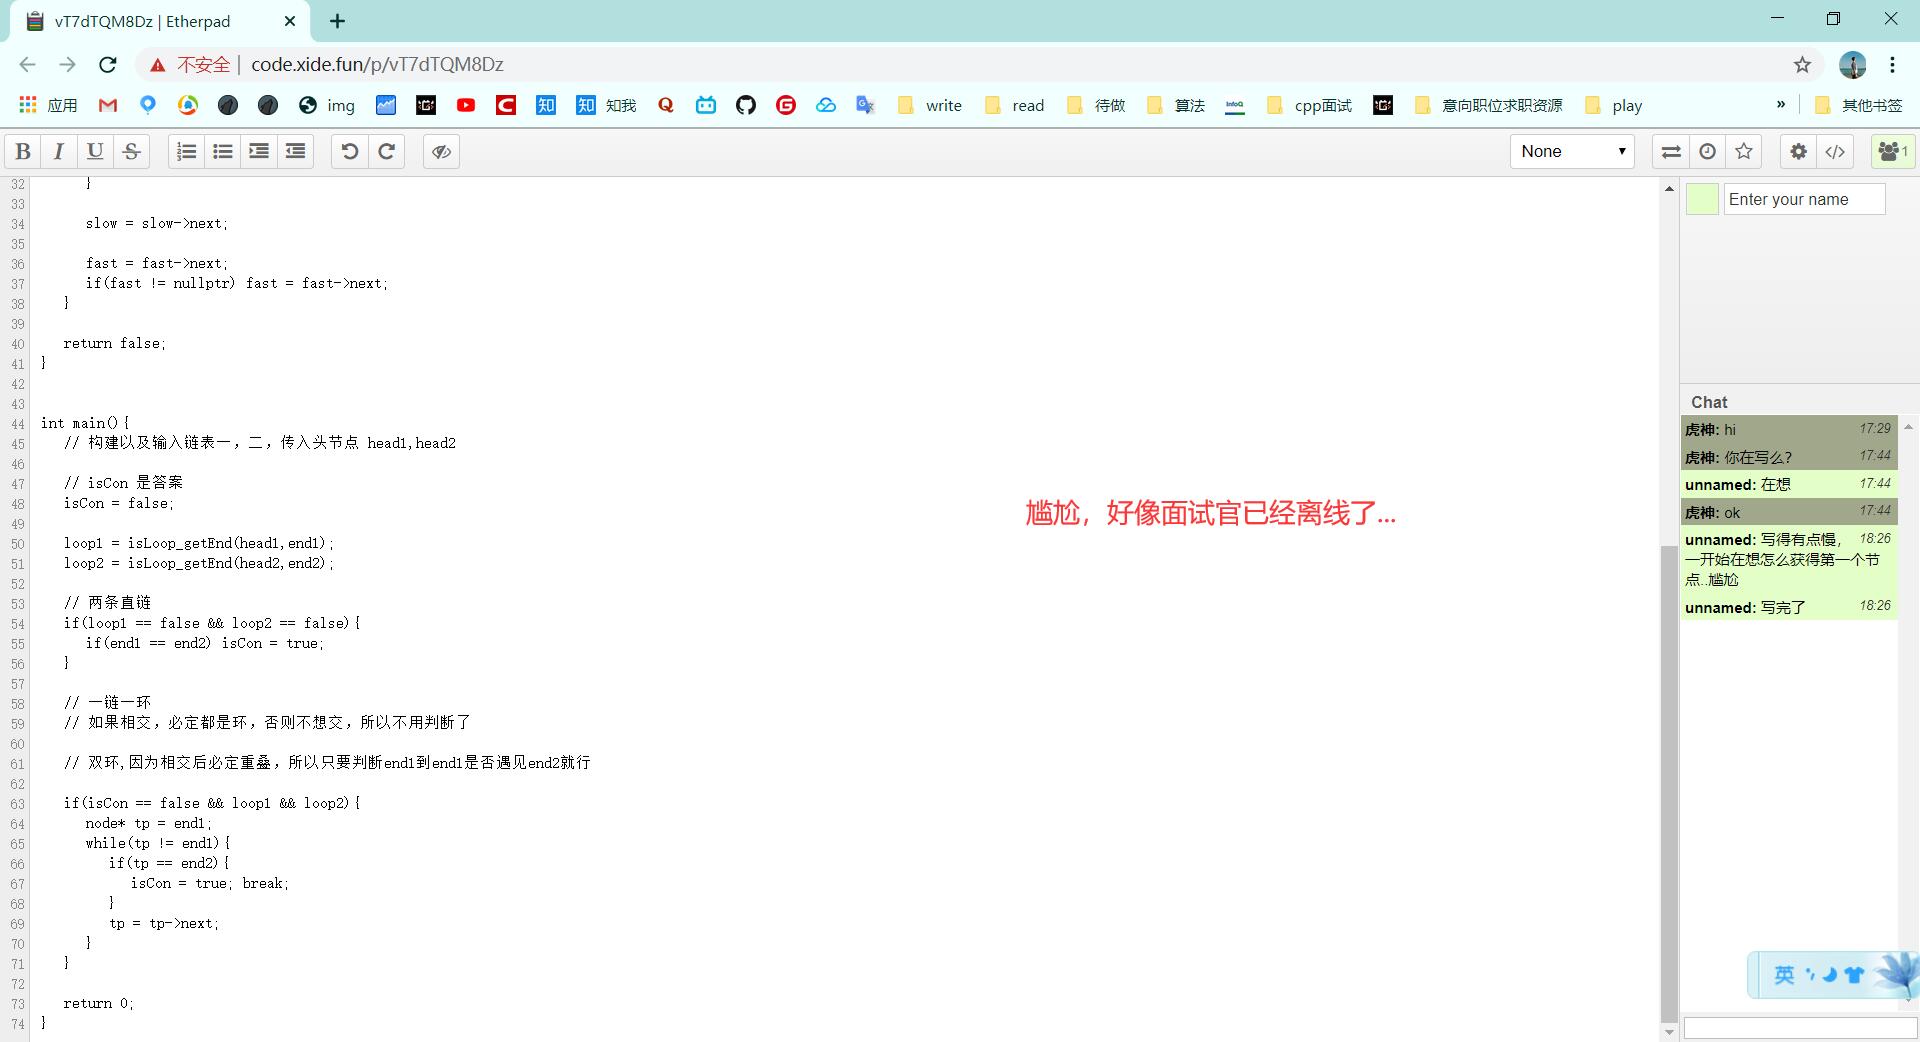 vT7dTQM8Dz | Etherpad
不安全 | code.xide.fun/p/vT7dTQM8Dz
应用 img 知 知 知我 write read 待做 算法 InfoQ cpp面试 意向职位求职资源 play » 其他书签
B I U S None 1
32 }
33
34 slow = slow->next;
35
36 fast = fast->next;
37 if(fast != nullptr) fast = fast->next;
38 }
39
40 return false;
41 }
42
43
44 int main(){
45 // 构建以及输入链表一，二，传入头节点 head1,head2
46
47 // isCon 是答案
48 isCon = false;
49
50 loop1 = isLoop_getEnd(head1,end1);
51 loop2 = isLoop_getEnd(head2,end2);
52
53 // 两条直链
54 if(loop1 == false && loop2 == false){
55 if(end1 == end2) isCon = true;
56 }
57
58 // 一链一环
59 // 如果相交，必定都是环，否则不想交，所以不用判断了
60
61 // 双环,因为相交后必定重叠，所以只要判断end1到end1是否遇见end2就行
62
63 if(isCon == false && loop1 && loop2){
64 node* tp = end1;
65 while(tp != end1){
66 if(tp == end2){
67 isCon = true; break;
68 }
69 tp = tp->next;
70 }
71 }
72
73 return 0;
74 }
尴尬，好像面试官已经离线了...
Enter your name
Chat
虎神: hi 17:29
虎神: 你在写么? 17:44
unnamed: 在想 17:44
虎神: ok 17:44
unnamed: 写得有点慢， 18:26
一开始在想怎么获得第一个节
点..尴尬
unnamed: 写完了 18:26
英